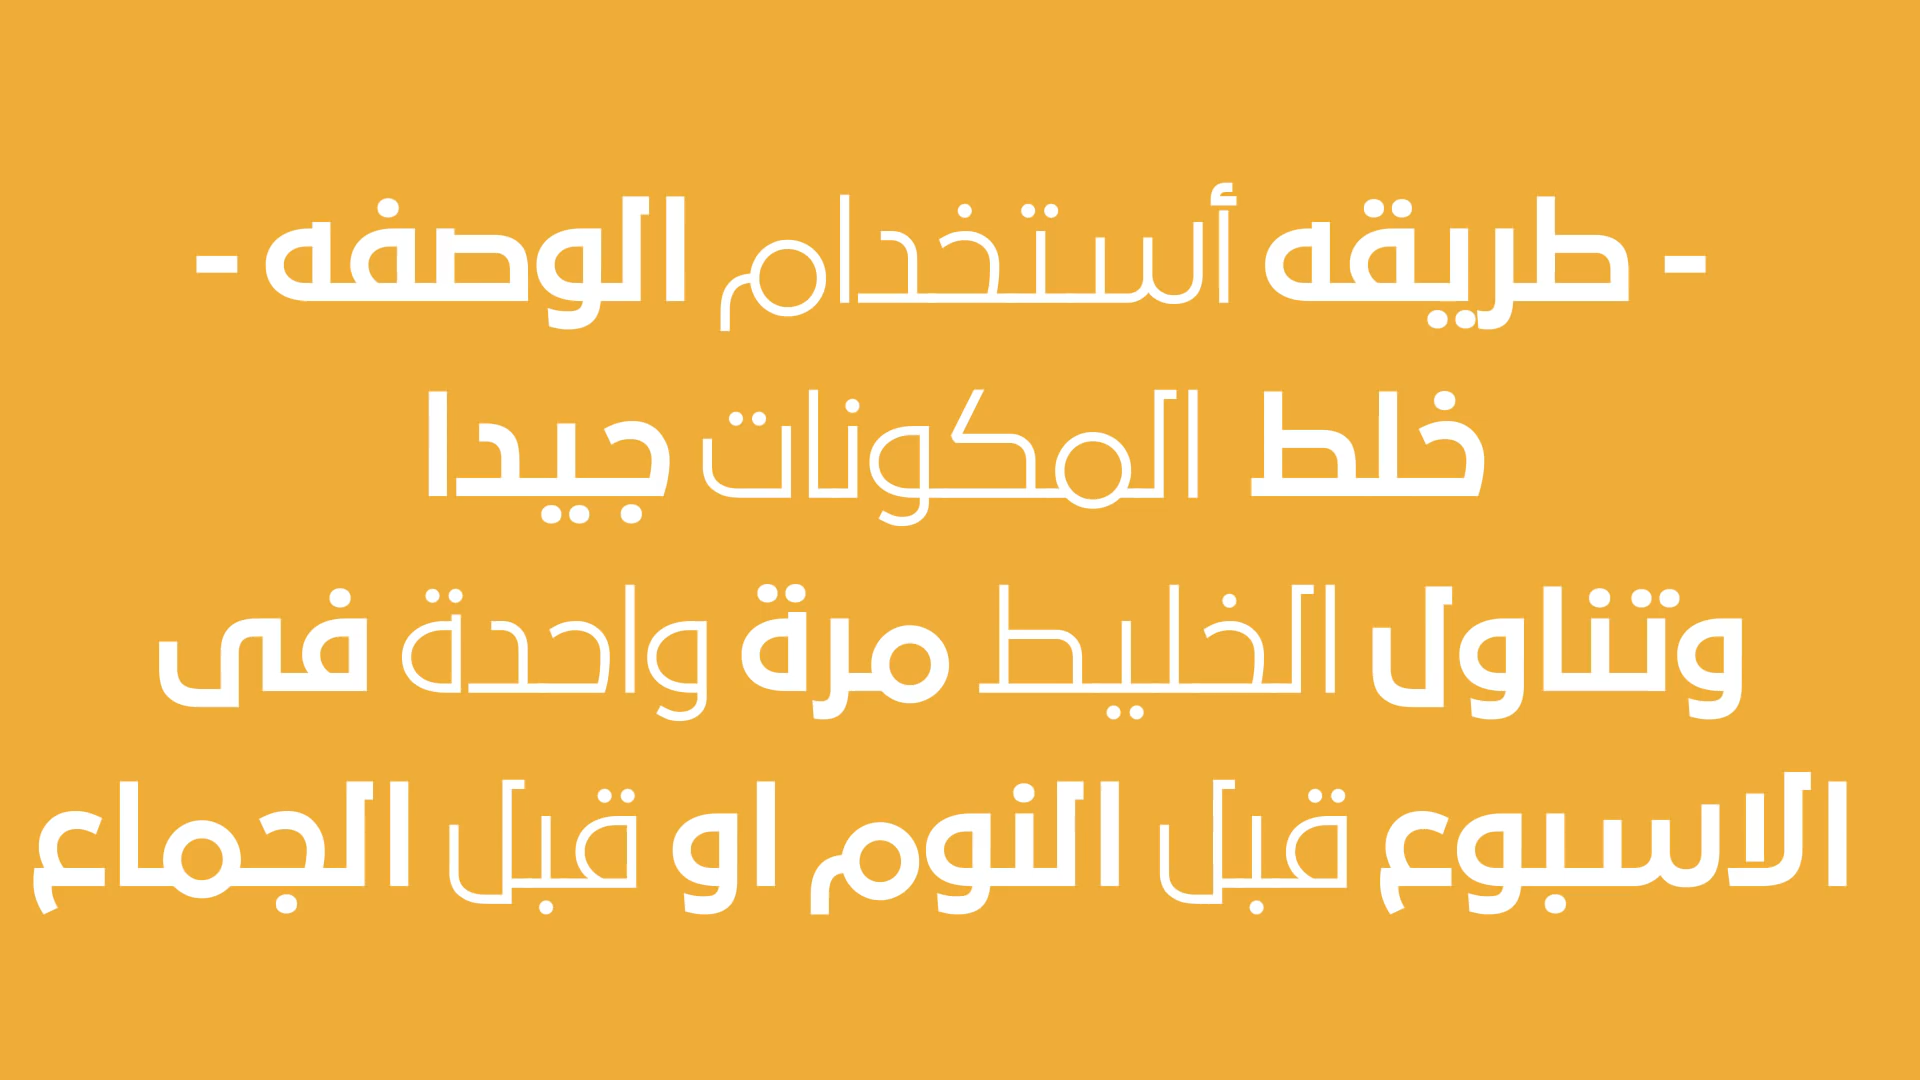 - طريقه أستخدام الوصفه -
خلط المكونات جيدا
وتناول الخليط مرة واحدة فى
الاسبوع قبل النوم او قبل الجماع